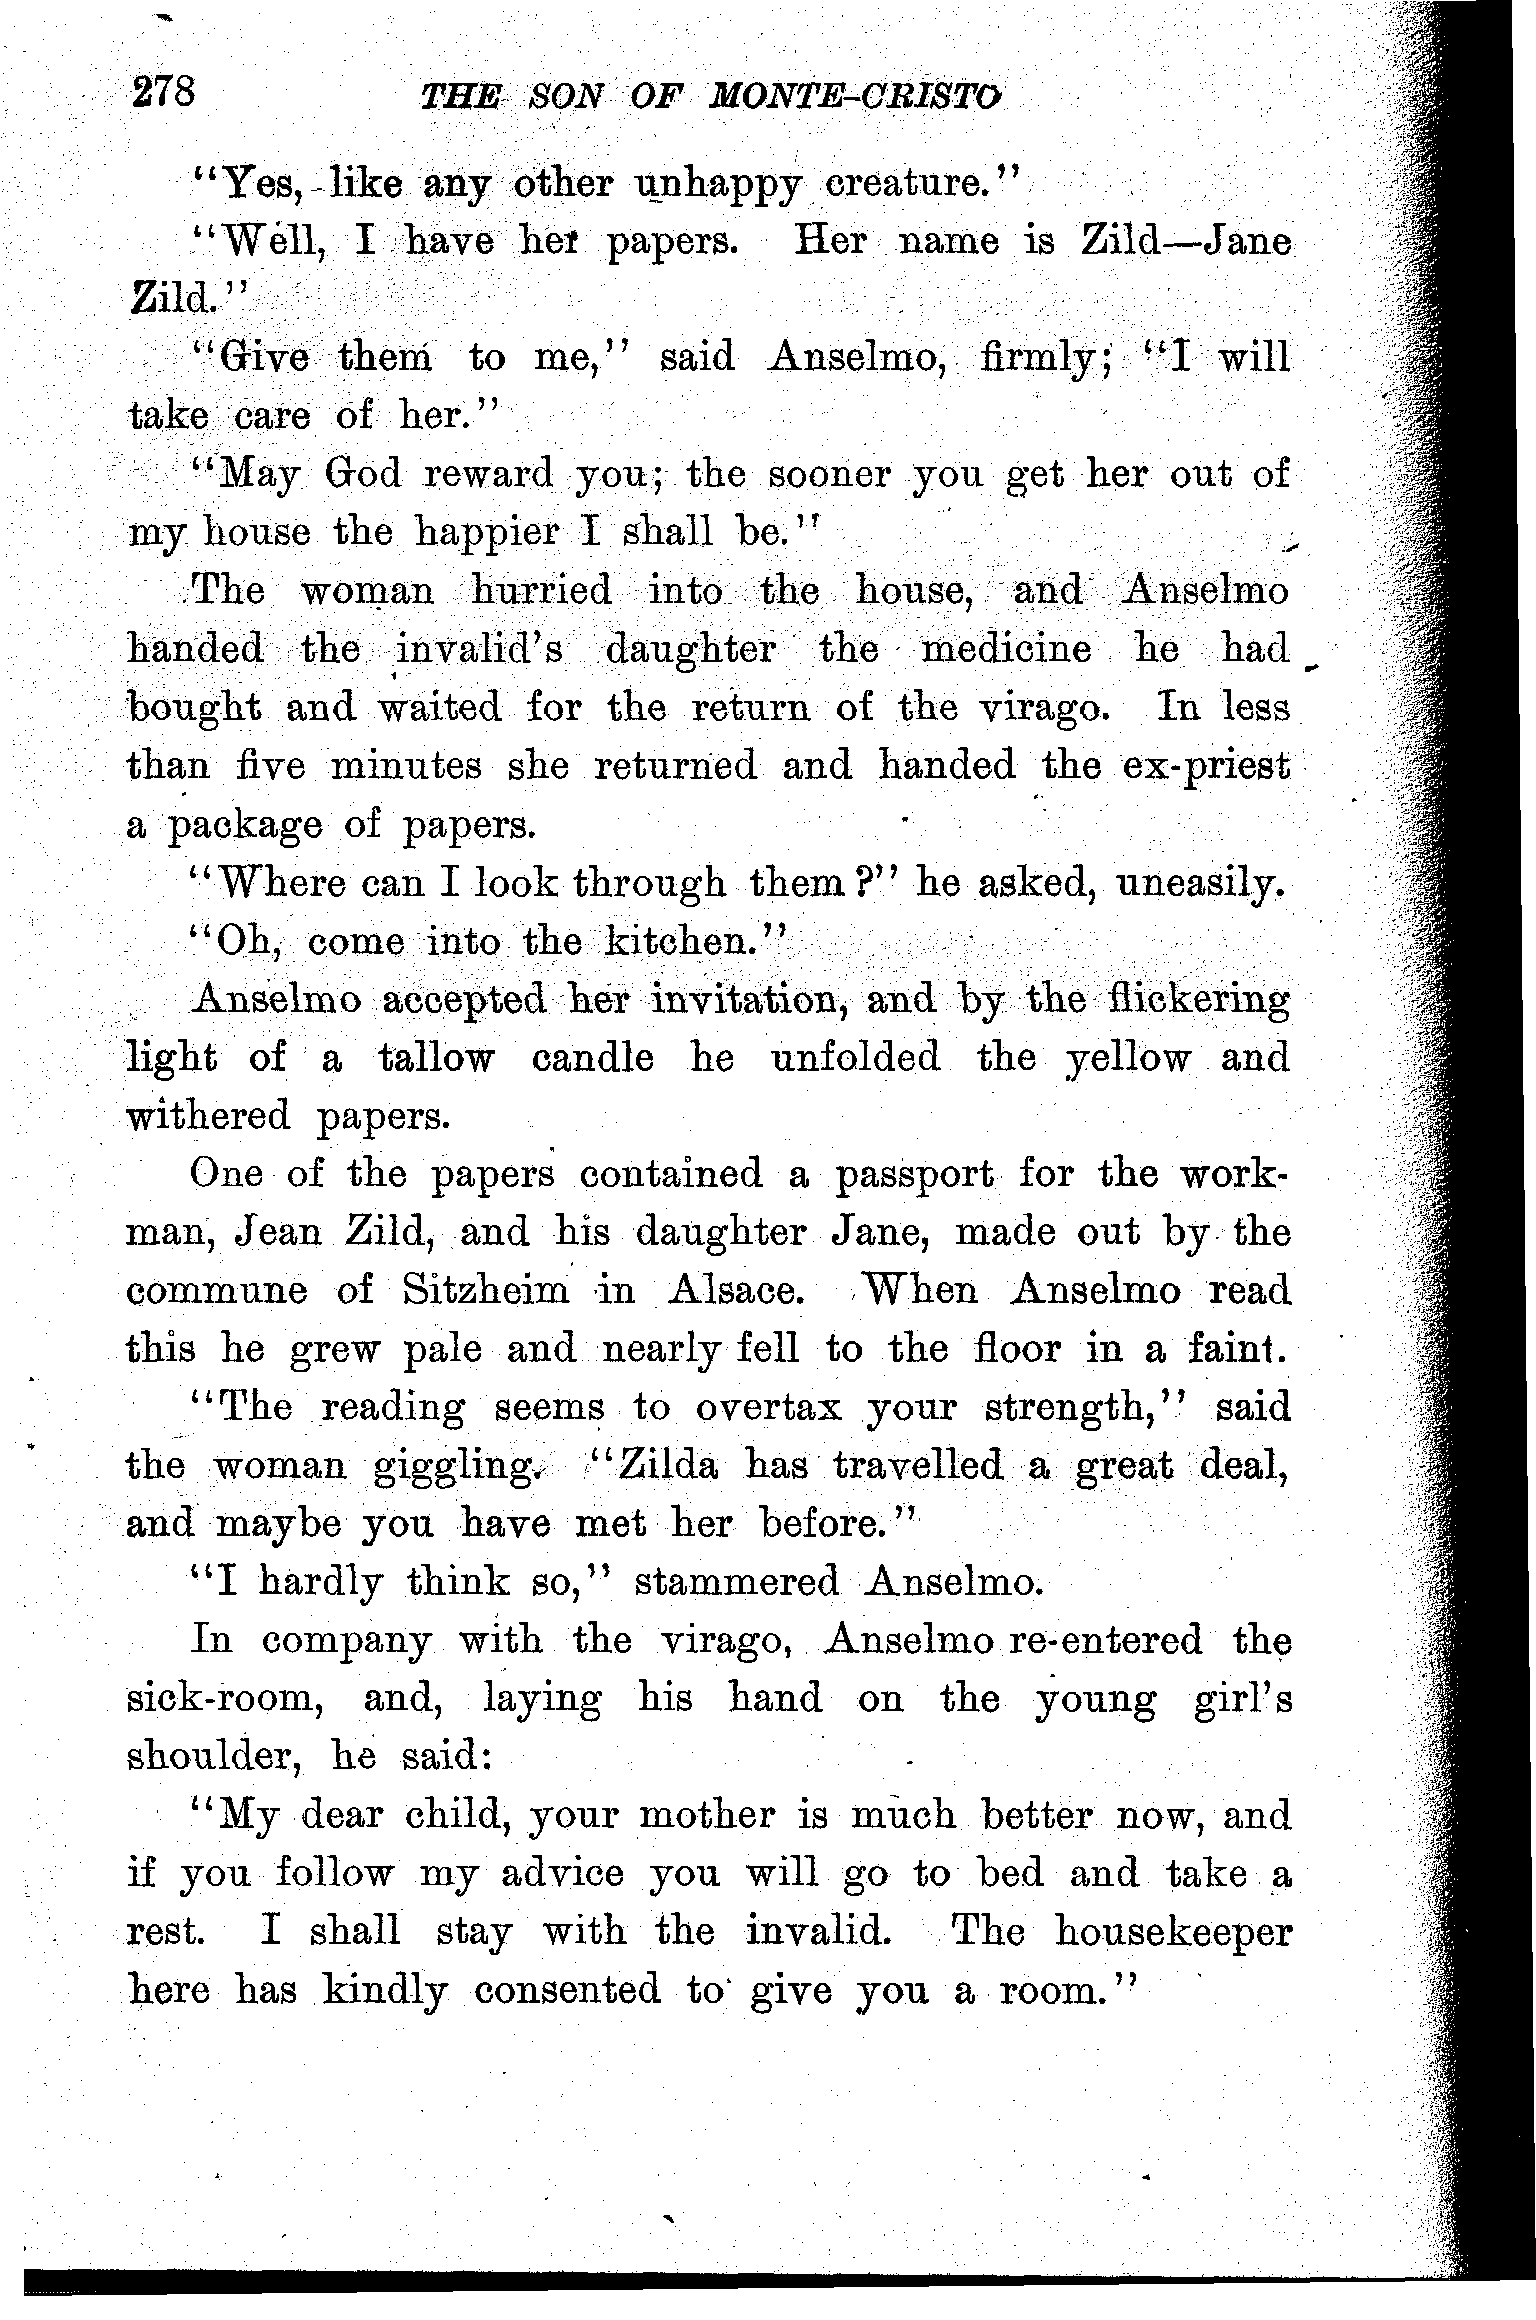 278 THE SON OF MONTE-CRISTO
"Yes, like any other unhappy creature."
"Well, I have her papers. Her name is Zild—Jane
Zild."
"Give them to me," said Anselmo, firmly; "I will
take care of her."
"May God reward you; the sooner you get her out of
my house the happier I shall be."
The woman hurried into the house, and Anselmo
handed the invalid's daughter the medicine he had
bought and waited for the return of the virago. In less
than five minutes she returned and handed the ex-priest
a package of papers.
"Where can I look through them?" he asked, uneasily.
"Oh, come into the kitchen."
Anselmo accepted her invitation, and by the flickering
light of a tallow candle he unfolded the yellow and
withered papers.
One of the papers contained a passport for the work-
man, Jean Zild, and his daughter Jane, made out by the
commune of Sitzheim in Alsace. When Anselmo read
this he grew pale and nearly fell to the floor in a faint.
"The reading seems to overtax your strength," said
the woman giggling. "Zilda has travelled a great deal,
and maybe you have met her before."
"I hardly think so," stammered Anselmo.
In company with the virago, Anselmo re-entered the
sick-room, and, laying his hand on the young girl's
shoulder, he said:
"My dear child, your mother is much better now, and
if you follow my advice you will go to bed and take a
rest. I shall stay with the invalid. The housekeeper
here has kindly consented to give you a room."